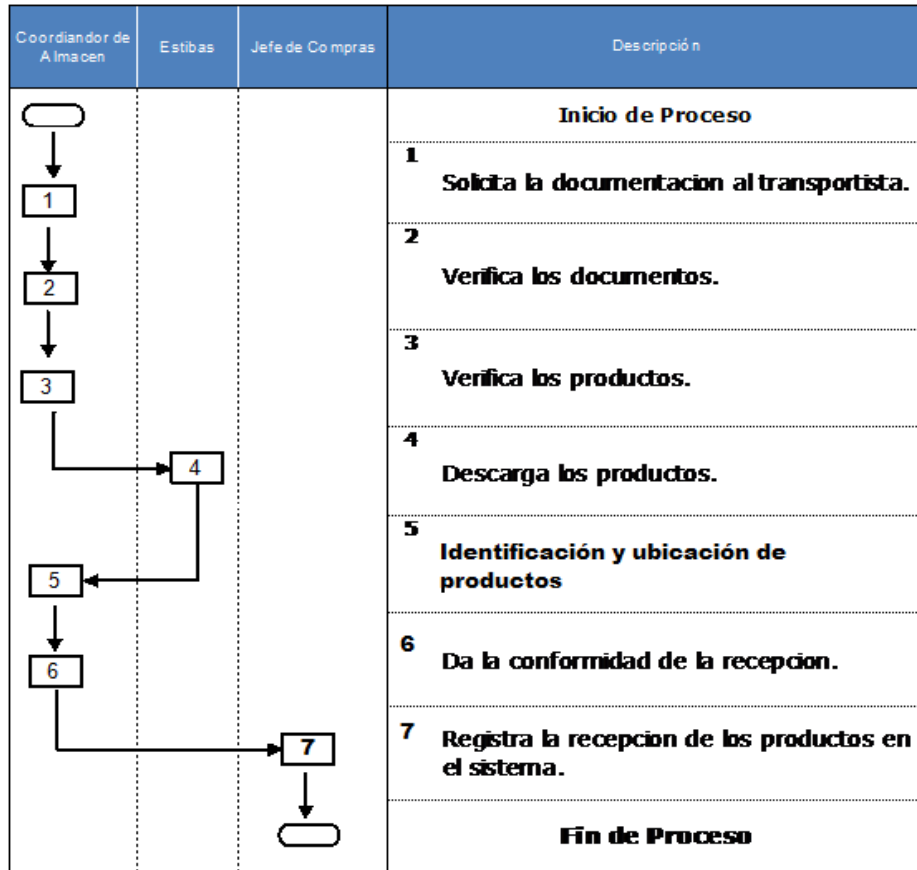 Coordiandor de
Almacen
Estibas
Jefe de Compras
Descripción
Inicio de Proceso
1
1
Solicita la documentacion al transportista.
2
2
Verifica los documentos.
3
3
Verifica los productos.
4
4
Descarga los productos.
5
5
Identificación y ubicación de
productos
6
6
Da la conformidad de la recepcion.
7
7
Registra la recepcion de los productos en
el sistema.
Fin de Proceso